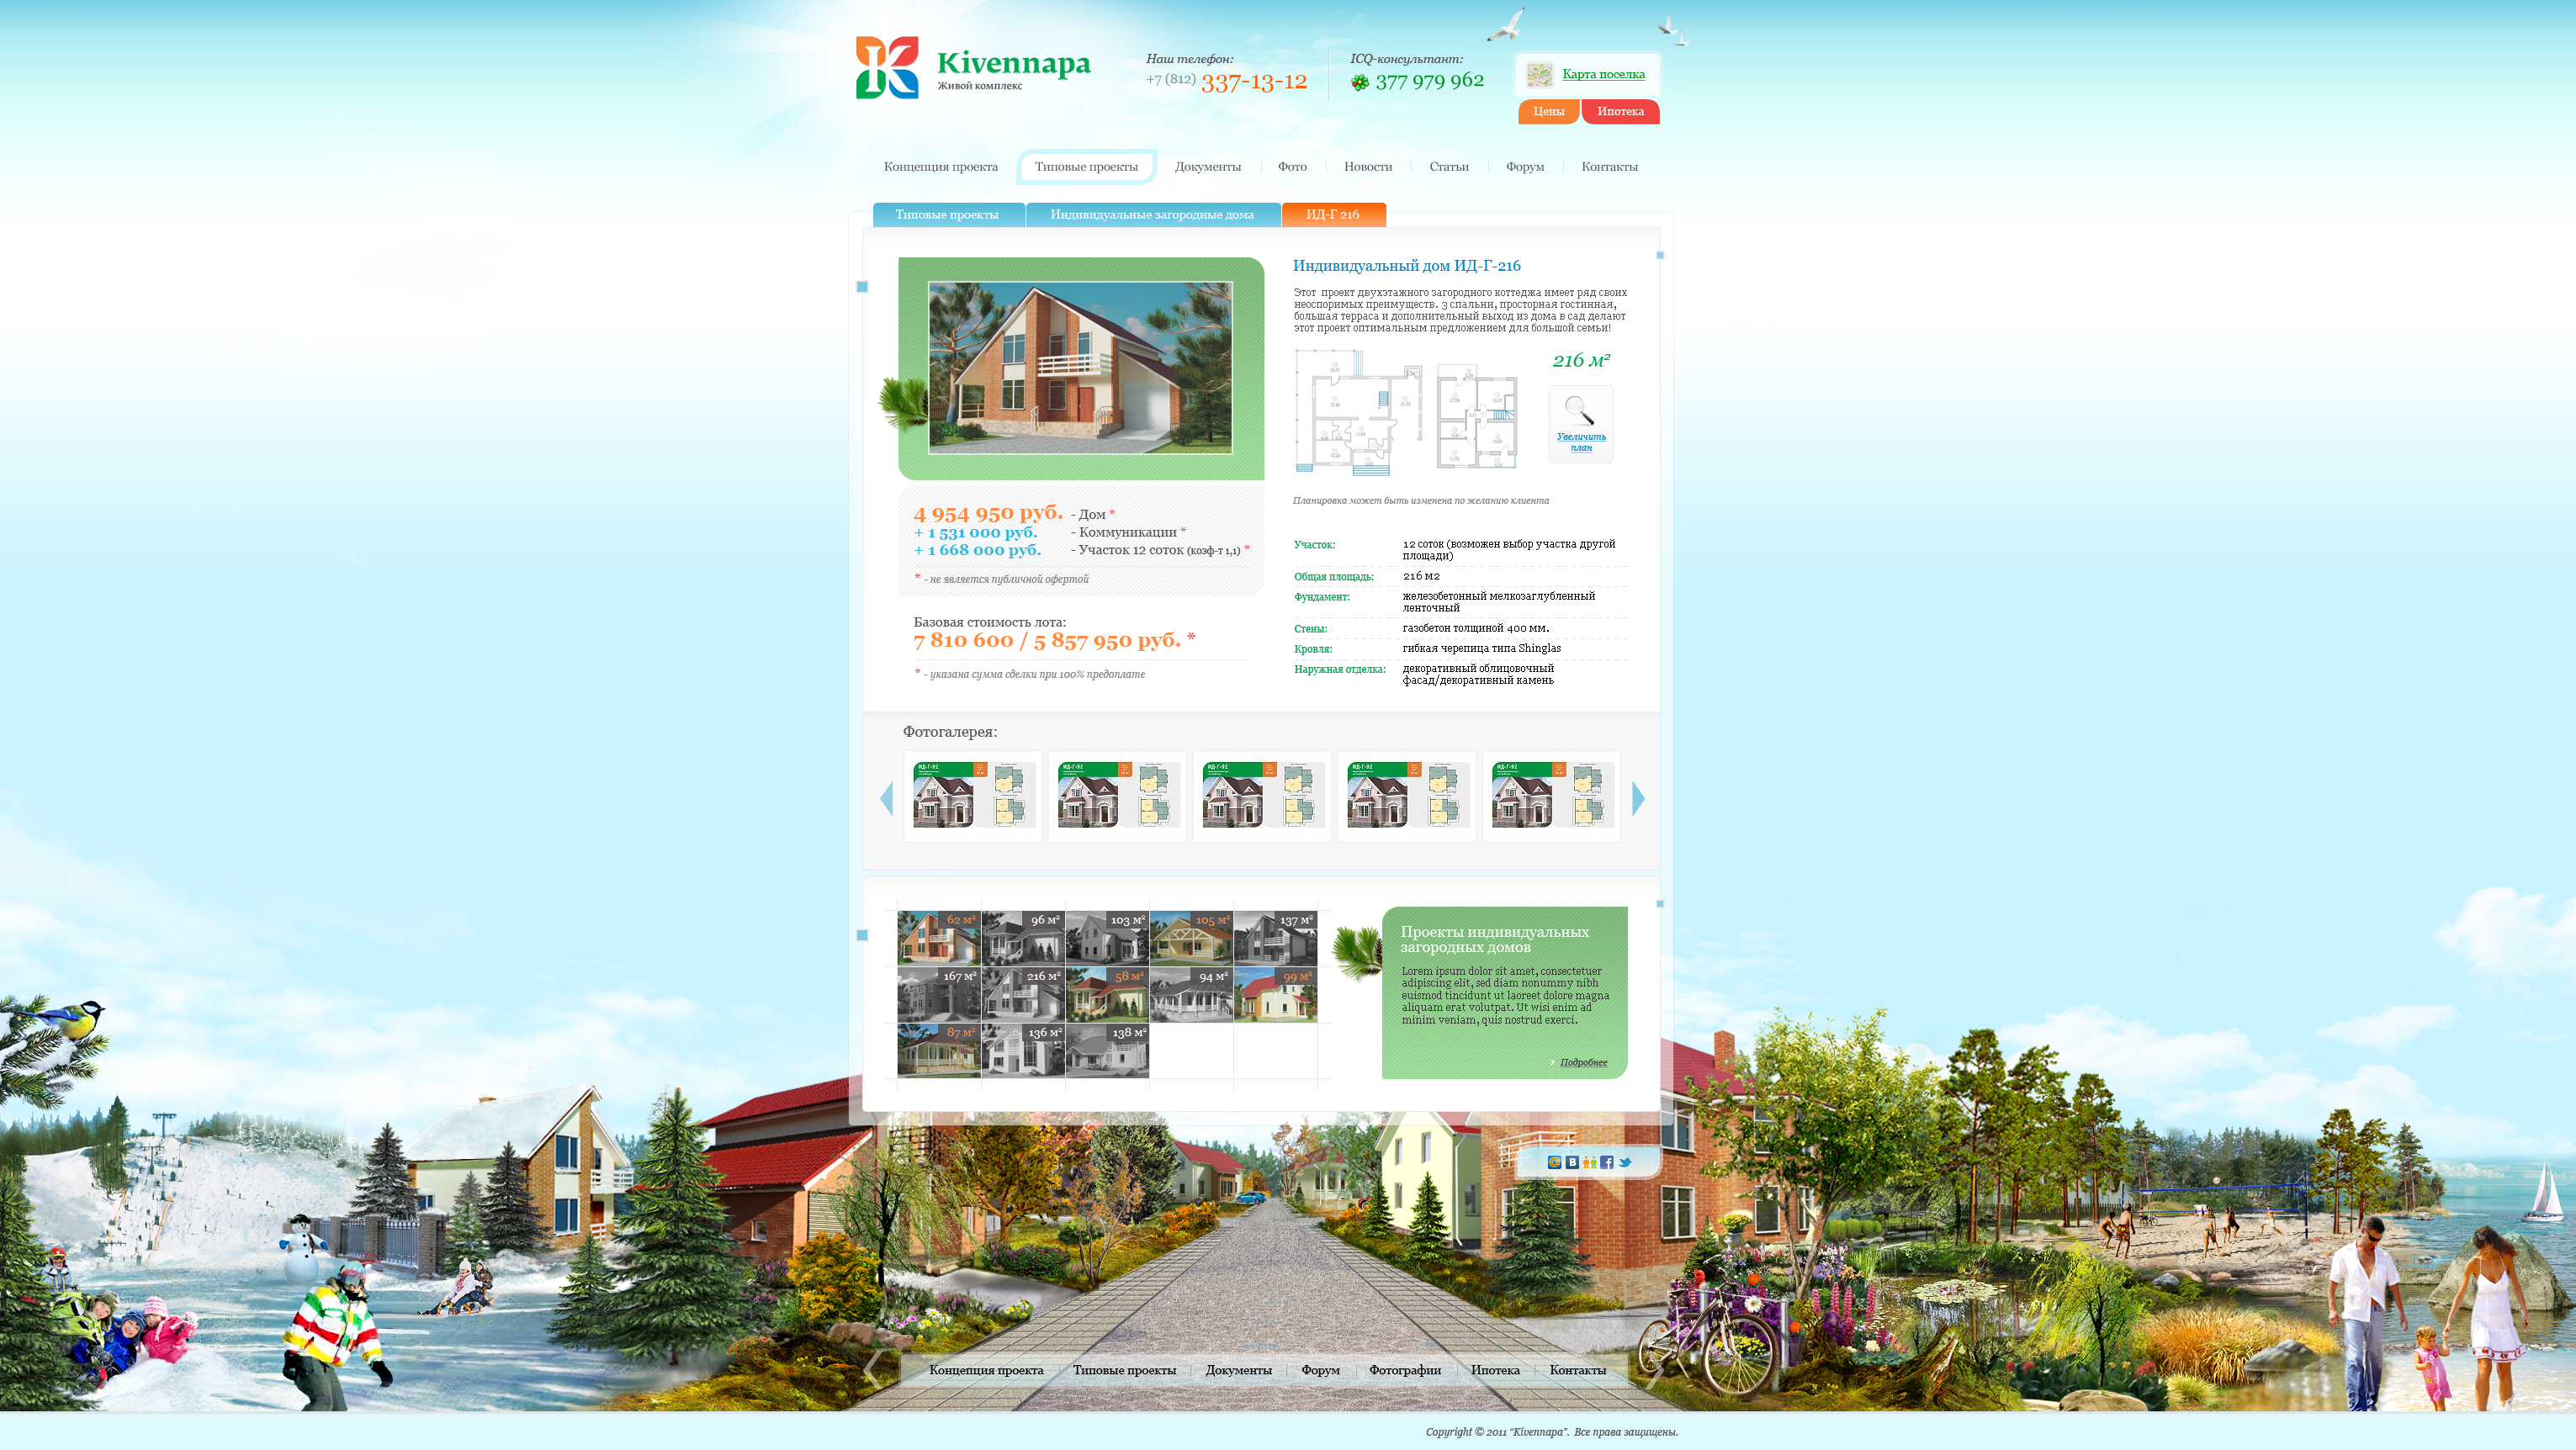 Kivennapa
Живой комплекс
Наш телефон:
+7 (812) 337-13-12
ICQ-консультант:
377 979 962
Карта поселка
Цены
Ипотека
Концепция проекта
Типовые проекты
Документы
Фото
Новости
Статьи
Форум
Контакты
Типовые проекты
Индивидуальные загородные дома
ИД-Г 216
Индивидуальный дом ИД-Г-216
Этот проект двухэтажного загородного коттеджа имеет ряд своих
неоспоримых преимуществ. 3 спальни, просторная гостинная,
большая терраса и дополнительный выход из дома в сад делают
этот проект оптимальным предложением для большой семьи!
216 м²
Увеличить
план
Планировка может быть изменена по желанию клиента
4 954 950 руб. - Дом *
+ 1 531 000 руб. - Коммуникации *
+ 1 668 000 руб. - Участок 12 соток (коэф-т 1,1) *
* - не является публичной офертой
Базовая стоимость лота:
7 810 600 / 5 857 950 руб. *
* - указана сумма сделки при 100% предоплате
Участок: 12 соток (возможен выбор участка другой
площади)
Общая площадь: 216 м2
Фундамент: железобетонный мелкозаглубленный
ленточный
Стены: газобетон толщиной 400 мм.
Кровля: гибкая черепица типа Shinglas
Наружная отделка: декоративный облицовочный
фасад/декоративный камень
Фотогалерея:
ИД-Г-92
ИД-Г-92
ИД-Г-92
ИД-Г-92
ИД-Г-92
62 м²
96 м²
103 м²
105 м²
137 м²
167 м²
216 м²
58 м²
94 м²
99 м²
87 м²
136 м²
138 м²
Проекты индивидуальных
загородных домов
Lorem ipsum dolor sit amet, consectetuer
adipiscing elit, sed diam nonummy nibh
euismod tincidunt ut laoreet dolore magna
aliquam erat volutpat. Ut wisi enim ad
minim veniam, quis nostrud exerci.
Подробнее
Концепция проекта
Типовые проекты
Документы
Форум
Фотографии
Ипотека
Контакты
Copyright © 2011 “Kivennapa”. Все права защищены.